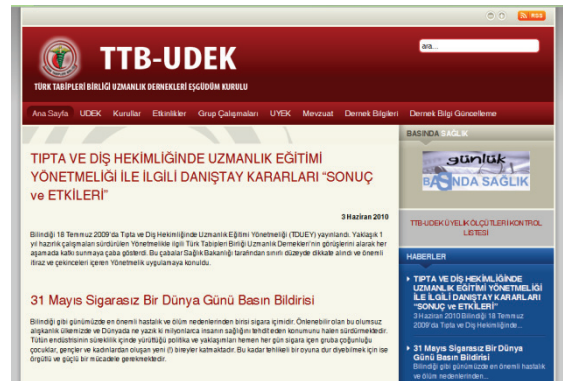 RSS
ara...
TTB-UDEK
TÜRK TABİPLERİ BİRLİĞİ UZMANLIK DERNEKLERİ EŞGÜDÜM KURULU
Ana Sayfa UDEK Kurullar Etkinlikler Grup Çalışmaları UYEK Mevzuat Dernek Bilgileri Dernek Bilgi Güncelleme
TIPTA VE DİŞ HEKİMLİĞİNDE UZMANLIK EĞİTİMİ
YÖNETMELİĞİ İLE İLGİLİ DANIŞTAY KARARLARI “SONUÇ
ve ETKİLERİ”
3 Haziran 2010
Bilindiği 18 Temmuz 2009'da Tıpta ve Diş Hekimliğinde Uzmanlık Eğitimi Yönetmeliği (TDUEY) yayınlandı. Yaklaşık 1
yıl hazırlık çalışmaları sürdürülen Yönetmelikle ilgili Türk Tabipleri Birliği Uzmanlık Dernekleri'nin görüşlerini alarak her
aşamada katkı sunmaya çaba gösterdi. Bu çabalar Sağlık Bakanlığı tarafından sınırlı düzeyde dikkate alındı ve önemli
itiraz ve çekinceleri içeren Yönetmelik uygulamaya konuldu.
31 Mayıs Sigarasız Bir Dünya Günü Basın Bildirisi
Bilindiği gibi günümüzde en önemli hastalık ve ölüm nedenlerinden birisi sigara içimidir. Önlenebilir olan bu olumsuz
alışkanlık ülkemizde ve Dünyada ne yazık ki milyonlarca insanın sağlığını tehdit eden konumunu halen sürdürmektedir.
Tütün endüstrisinin süreklilik içinde yürüttüğü politika ve yaklaşımları hemen her gün sigara içen gruba çoğunluğu
çocuklar, gençler ve kadınlardan oluşan yeni (!) bireyler katmaktadır. Bu kadar tehlikeli bir oyuna dur diyebilmek için ise
örgütlü ve güçlü bir mücadele gerekmektedir.
BASINDA SAĞLIK
günlük
BASINDA SAĞLIK
TTB-UDEK ÜYELİK ÖLÇÜTLERİ KONTROL
LİSTESİ
HABERLER
TIPTA VE DİŞ HEKİMLİĞİNDE
UZMANLIK EĞİTİMİ YÖNETMELİĞİ
İLE İLGİLİ DANIŞTAY KARARLARI
“SONUÇ ve ETKİLERİ”
3 Haziran 2010 Bilindiği 18 Temmuz
2009'da Tıpta ve Diş Hekimliğinde...
31 Mayıs Sigarasız Bir Dünya
Günü Basın Bildirisi
Bilindiği gibi günümüzde en önemli hastalık
ve ölüm nedenlerinden...